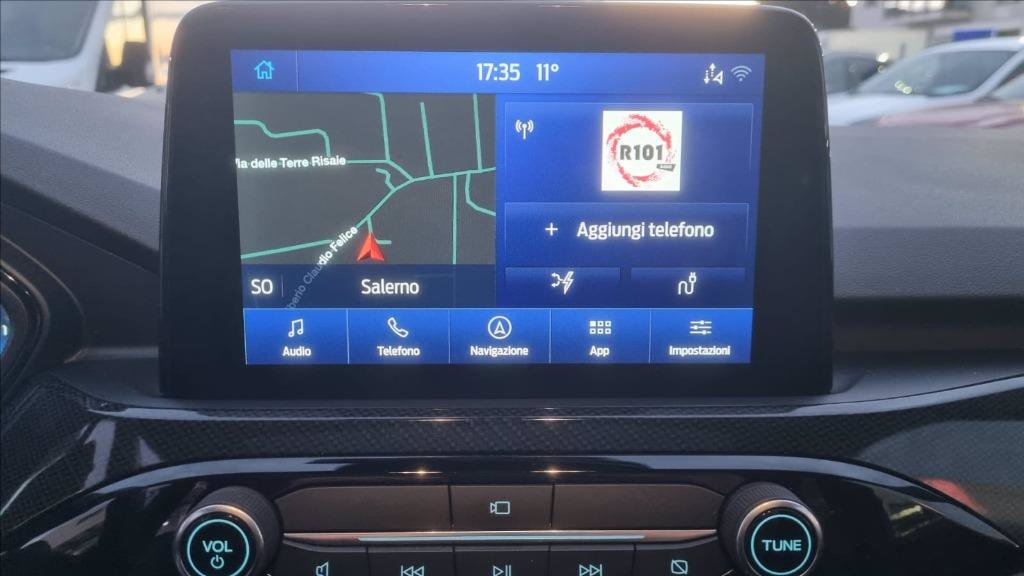 17:35 11°
Via delle Terre Risaie
R101
+ Aggiungi telefono
Claudio Felice
SO Salerno
Audio Telefono Navigazione App Impostazioni
VOL TUNE